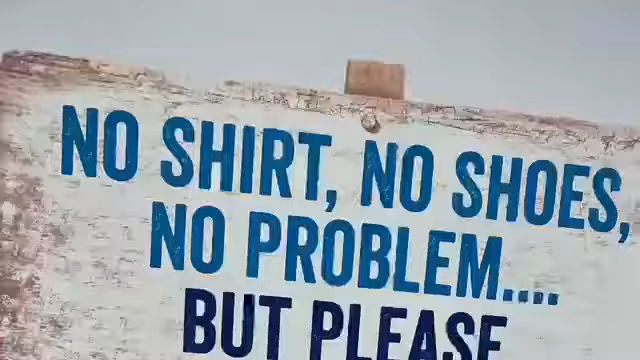 NO SHIRT, NO SHOES,
NO PROBLEM....
BUT PLEASE